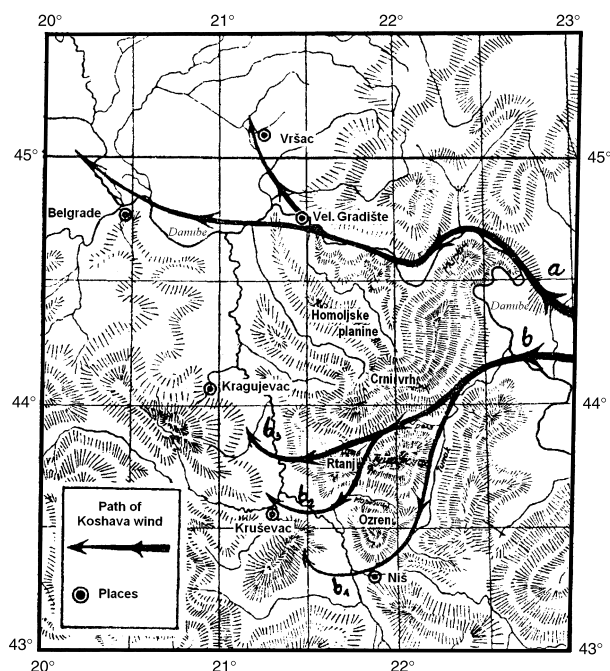 20° 21° 22° 23°
45° 45°
Vršac
Belgrade
Vel. Gradište
Danube
a
Danube
Homoljske
planine
b
Crni vrh
Kragujevac
44° 44°
b₃
Rtanj
b₂
Kruševac
Ozren
Niš
b₁
Path of
Koshava wind
Places
43° 43°
20° 21° 22° 23°